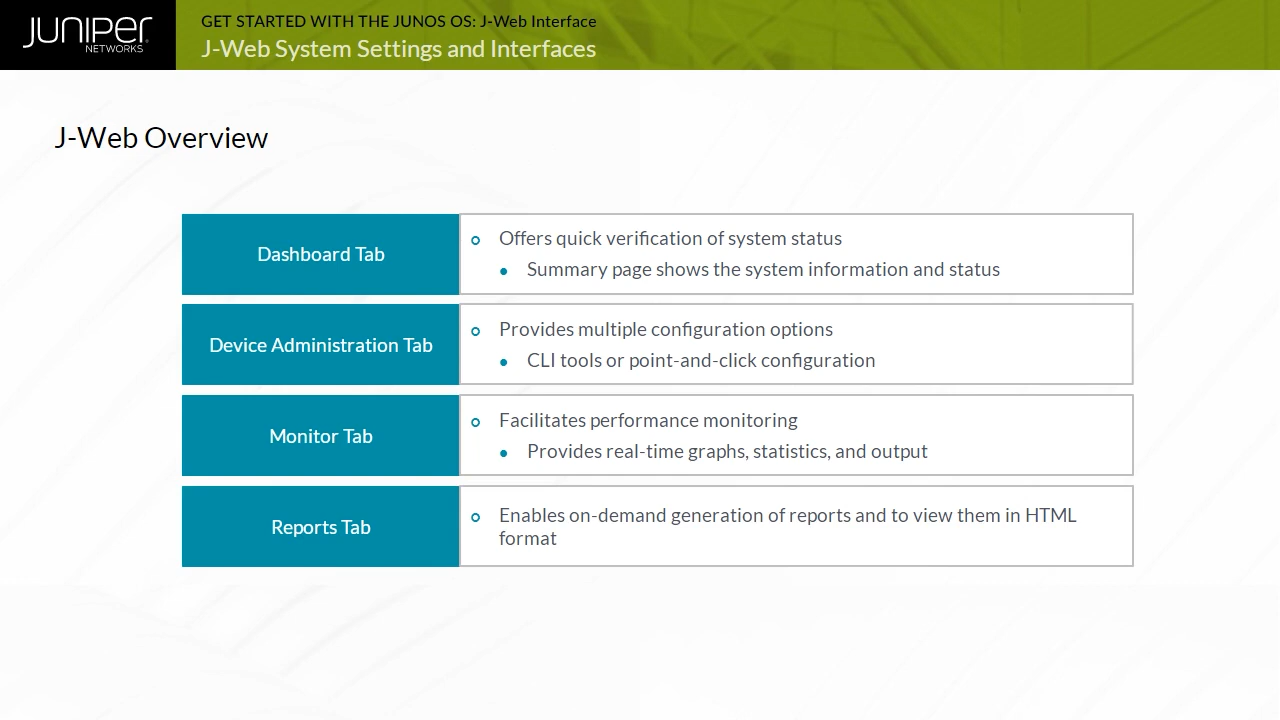 JUNIPEr
NETWORKS
GET STARTED WITH THE JUNOS OS: J-Web Interface
J-Web System Settings and Interfaces
J-Web Overview
Dashboard Tab
Offers quick verification of system status
Summary page shows the system information and status
Device Administration Tab
Provides multiple configuration options
CLI tools or point-and-click configuration
Monitor Tab
Facilitates performance monitoring
Provides real-time graphs, statistics, and output
Reports Tab
Enables on-demand generation of reports and to view them in HTML
format